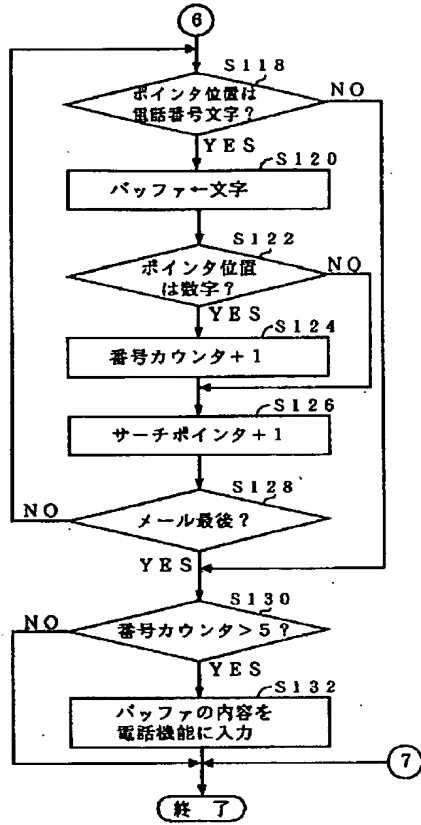 6
S118
ポインタ位置は
電話番号文字?
NO
YES
S120
バッファ←文字
S122
ポインタ位置
は数字?
NO
YES
S124
番号カウンタ+1
S126
サーチポインタ+1
S128
メール最後?
NO
YES
S130
番号カウンタ>5?
NO
YES
S132
バッファの内容を
電話機能に入力
7
終了